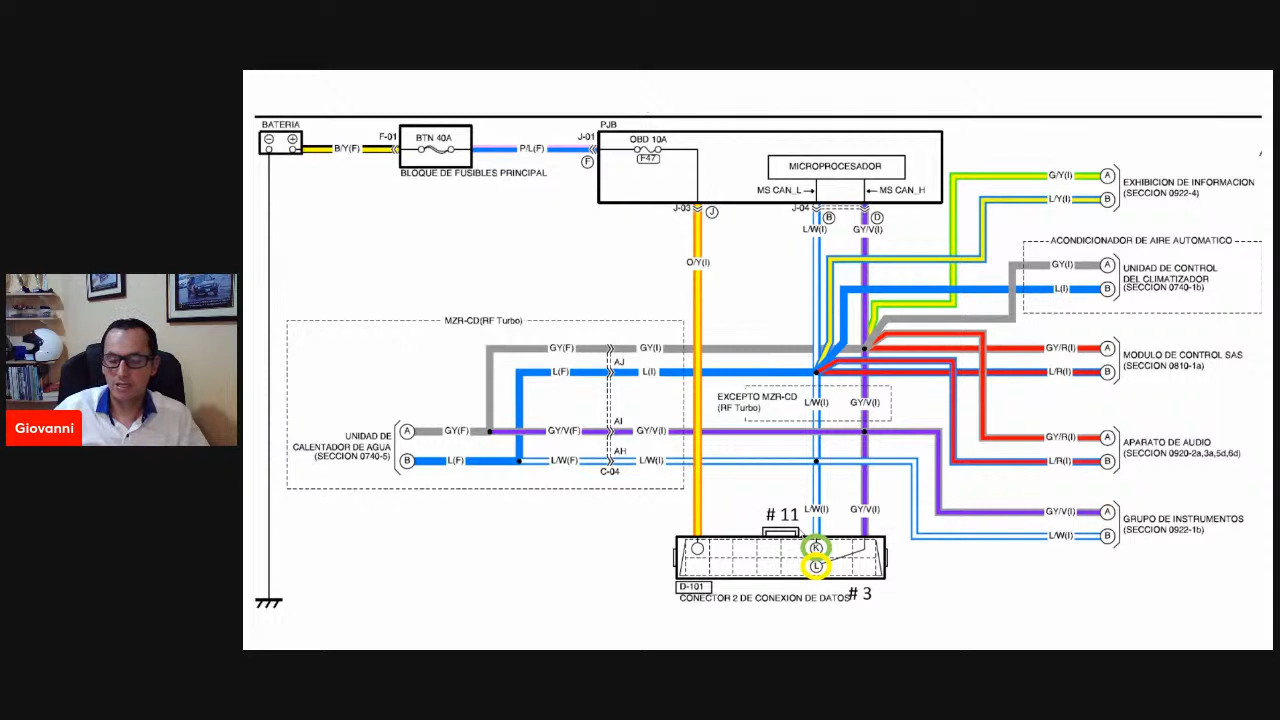 BATERIA
B/Y(F)
F-01
BTN 40A
BLOQUE DE FUSIBLES PRINCIPAL
P/L(F)
J-01
F
PJB
OBD 10A
F47
MICROPROCESADOR
MS CAN_L
MS CAN_H
J-03
J
J-04
B
D
L/W(I)
GY/V(I)
O/Y(I)
G/Y(I)
A
EXHIBICION DE INFORMACION
(SECCION 0922-4)
L/Y(I)
B
ACONDICIONADOR DE AIRE AUTOMATICO
GY(I)
A
UNIDAD DE CONTROL
DEL CLIMATIZADOR
(SECCION 0740-1b)
L(I)
B
MZR-CD(RF Turbo)
GY(F)
GY(I)
AJ
L(F)
L(I)
GY/R(I)
A
MODULO DE CONTROL SAS
(SECCION 0810-1a)
L/R(I)
B
EXCEPTO MZR-CD
(RF Turbo)
L/W(I)
GY/V(I)
UNIDAD DE
CALENTADOR DE AGUA
(SECCION 0740-5)
A
GY(F)
GY/V(F)
AI
GY/V(I)
B
L(F)
L/W(F)
AH
L/W(I)
C-04
GY/R(I)
A
APARATO DE AUDIO
(SECCION 0920-2a,3a,5d,6d)
L/R(I)
B
L/W(I)
GY/V(I)
GY/V(I)
A
GRUPO DE INSTRUMENTOS
(SECCION 0922-1b)
L/W(I)
B
# 11
K
L
D-101
CONECTOR 2 DE CONEXION DE DATOS
# 3
Giovanni